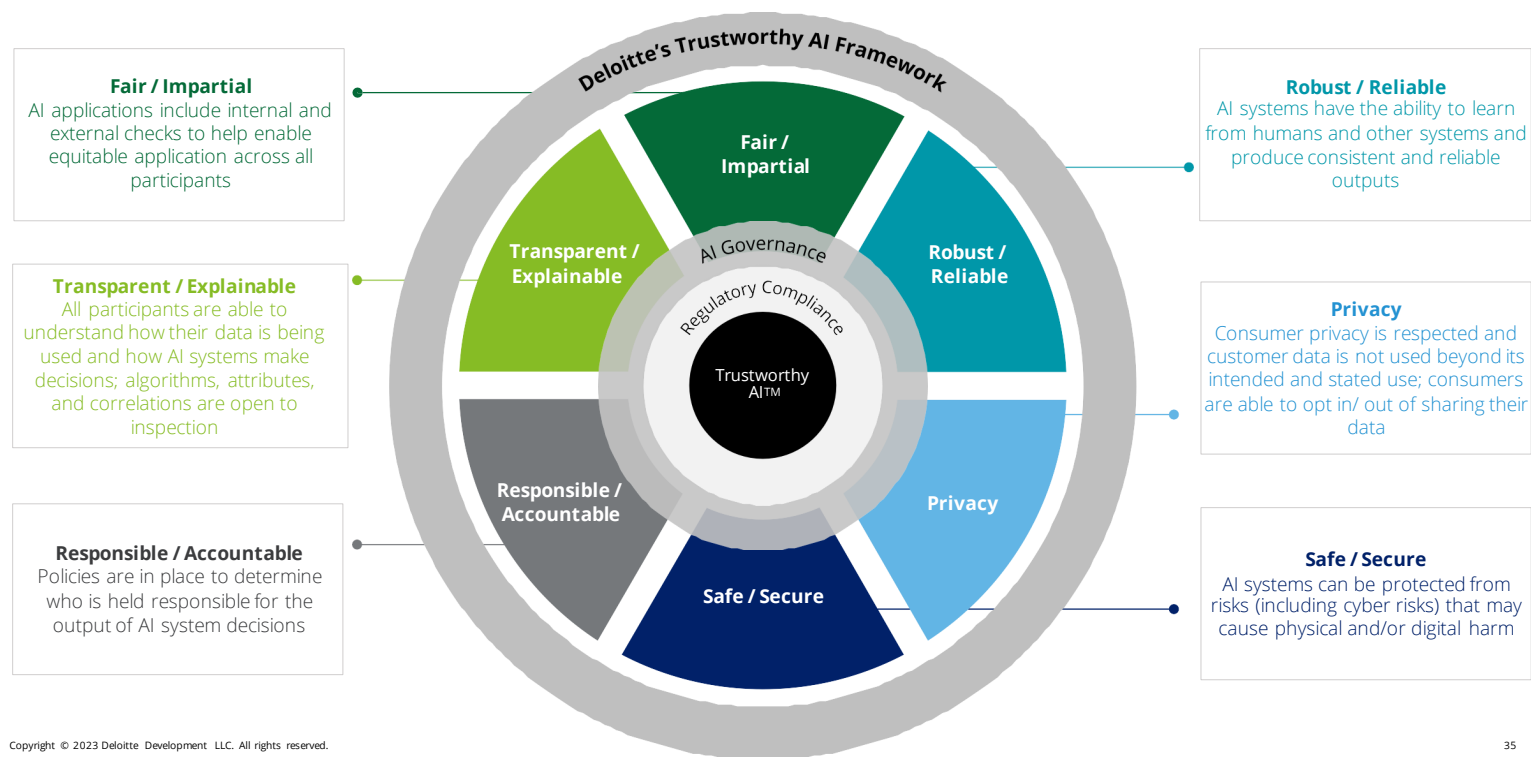 Deloitte's Trustworthy AI Framework
Fair / Impartial
AI applications include internal and
external checks to help enable
equitable application across all
participants
Transparent / Explainable
All participants are able to
understand how their data is being
used and how AI systems make
decisions; algorithms, attributes,
and correlations are open to
inspection
Responsible / Accountable
Policies are in place to determine
who is held responsible for the
output of AI system decisions
Fair /
Impartial
Transparent /
Explainable
Robust /
Reliable
AI Governance
Regulatory Compliance
Trustworthy
AI™
Responsible /
Accountable
Privacy
Safe / Secure
Robust / Reliable
AI systems have the ability to learn
from humans and other systems and
produce consistent and reliable
outputs
Privacy
Consumer privacy is respected and
customer data is not used beyond its
intended and stated use; consumers
are able to opt in/ out of sharing their
data
Safe / Secure
AI systems can be protected from
risks (including cyber risks) that may
cause physical and/or digital harm
Copyright © 2023 Deloitte Development LLC. All rights reserved.
35